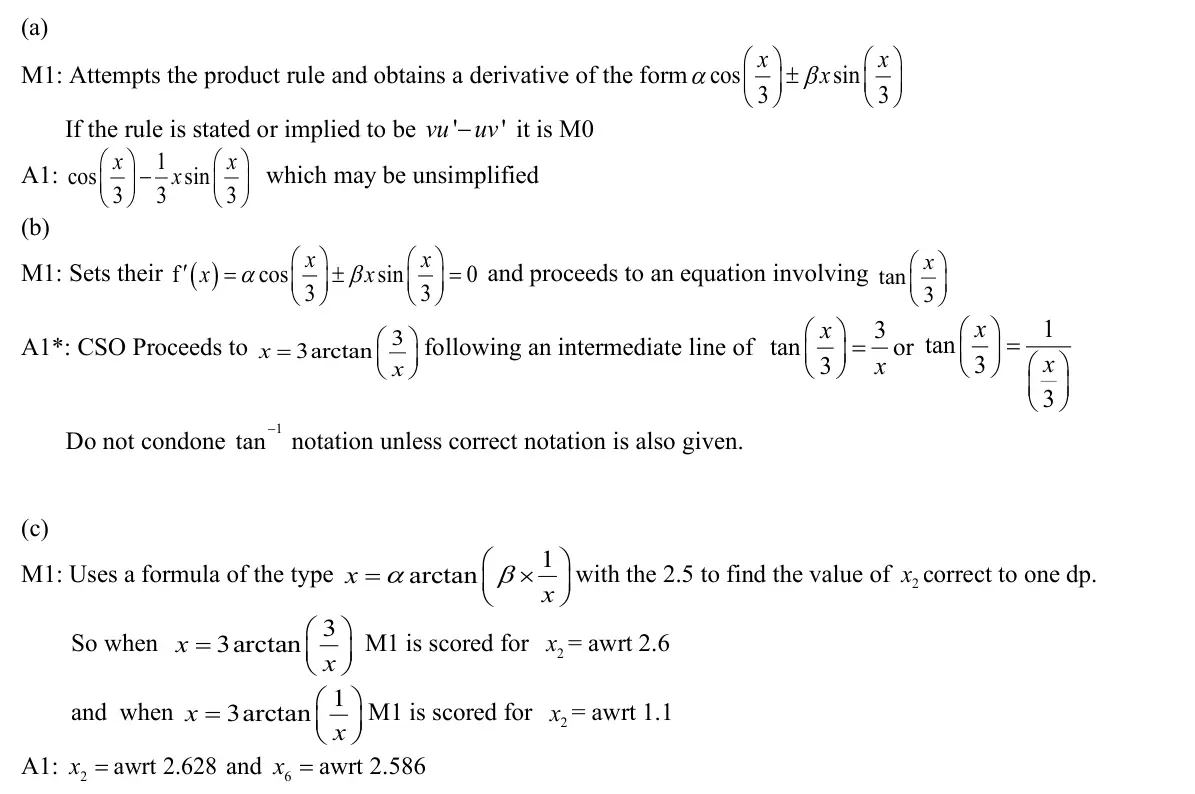 (a)
M1: Attempts the product rule and obtains a derivative of the form α cos(x/3) ± βx sin(x/3)
If the rule is stated or implied to be vu'−uv' it is M0
A1: cos(x/3) − 1/3 x sin(x/3) which may be unsimplified
(b)
M1: Sets their f′(x) = α cos(x/3) ± βx sin(x/3) = 0 and proceeds to an equation involving tan(x/3)
A1*: CSO Proceeds to x = 3 arctan(3/x) following an intermediate line of tan(x/3) = 3/x or tan(x/3) = 1/(x/3)
Do not condone tan⁻¹ notation unless correct notation is also given.
(c)
M1: Uses a formula of the type x = α arctan(β × 1/x) with the 2.5 to find the value of x₂ correct to one dp.
So when x = 3 arctan(3/x) M1 is scored for x₂ = awrt 2.6
and when x = 3 arctan(1/x) M1 is scored for x₂ = awrt 1.1
A1: x₂ = awrt 2.628 and x₆ = awrt 2.586